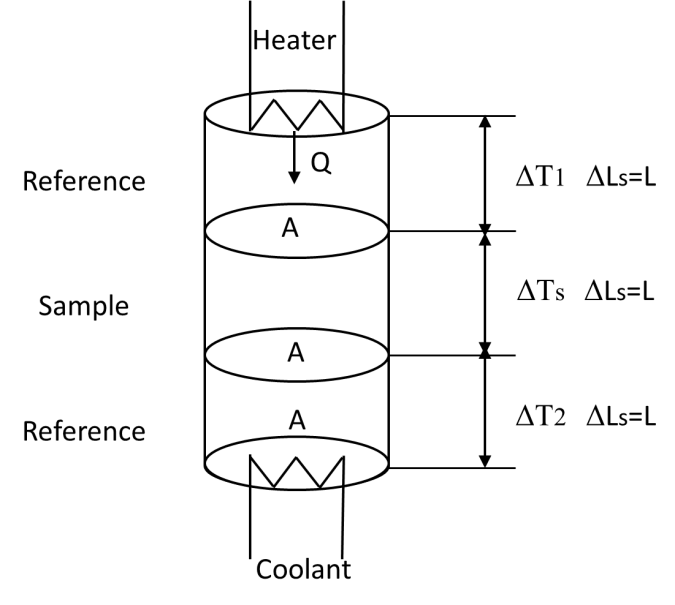 Heater
Q
Reference
ΔT1 ΔLs=L
A
ΔTs ΔLs=L
Sample
A
ΔT2 ΔLs=L
A
Reference
Coolant